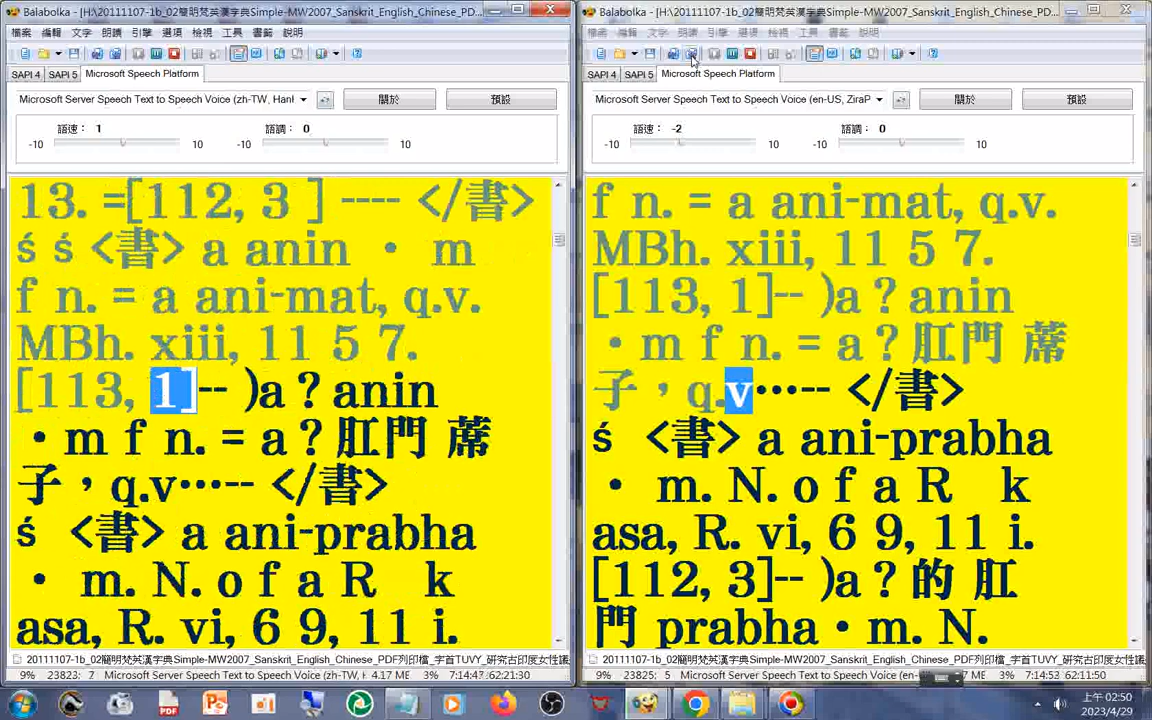 Balabolka - [H:\20111107-1b_02簡明梵英漢字典Simple-MW2007_Sanskrit_English_Chinese_PD...
檔案 編輯 文字 朗讀 引擎 選項 檢視 工具 書籤 說明
SAPI 4 SAPI 5 Microsoft Speech Platform
Microsoft Server Speech Text to Speech Voice (zh-TW, HanH
關於 預設
語速： 1 語調： 0
-10 10 -10 10
13. =[112, 3 ] ---- </書>
ś ś <書> a anin • m
f n. = a ani-mat, q.v.
MBh. xiii, 11 5 7.
[113, 1]-- )a？anin
•m f n. = a？肛門 蓆
子，q.v…-- </書>
ś <書> a ani-prabha
• m. N. o f a R k
asa, R. vi, 6 9, 11 i.
20111107-1b_02簡明梵英漢字典Simple-MW2007_Sanskrit_English_Chinese_PDF列印檔_字首TUVY_研究古印度女性議
9% 23823: 7 Microsoft Server Speech Text to Speech Voice (zh-TW, 4.17 ME 3% 7:14:47/62:21:30
Balabolka - [H:\20111107-1b_02簡明梵英漢字典Simple-MW2007_Sanskrit_English_Chinese_PD...
檔案 編輯 文字 朗讀 引擎 選項 檢視 工具 書籤 說明
SAPI 4 SAPI 5 Microsoft Speech Platform
Microsoft Server Speech Text to Speech Voice (en-US, ZiraP
關於 預設
語速： -2 語調： 0
-10 10 -10 10
f n. = a ani-mat, q.v.
MBh. xiii, 11 5 7.
[113, 1]-- )a？anin
•m f n. = a？肛門 蓆
子，q.v…-- </書>
ś <書> a ani-prabha
• m. N. o f a R k
asa, R. vi, 6 9, 11 i.
[112, 3]-- )a？的 肛
門 prabha•m. N.
20111107-1b_02簡明梵英漢字典Simple-MW2007_Sanskrit_English_Chinese_PDF列印檔_字首TUVY_研究古印度女性議
9% 23825: 5 Microsoft Server Speech Text to Speech Voice (en-US, ME 3% 7:14:53/62:11:50
上午 02:50
2023/4/29